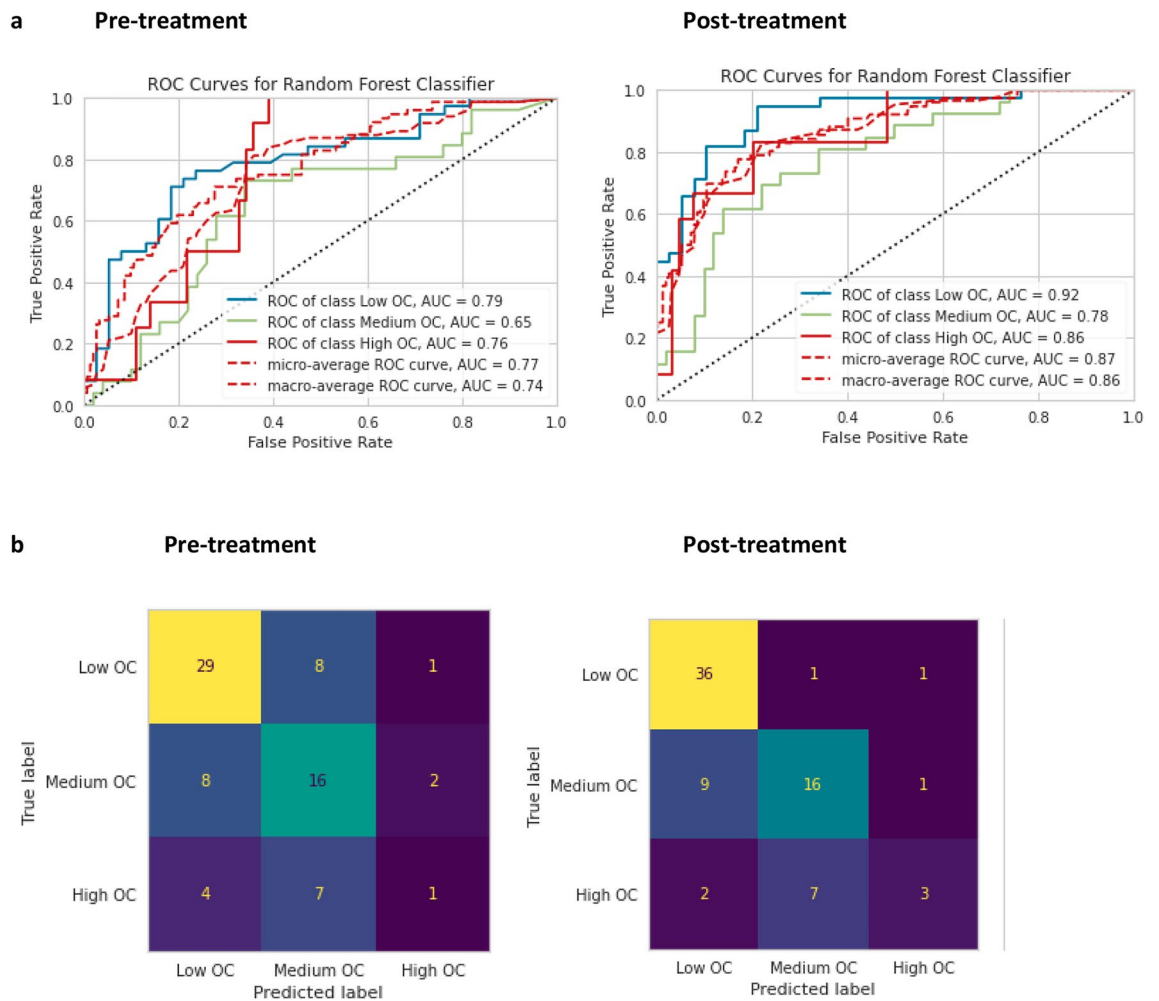 a Pre-treatment Post-treatment
ROC Curves for Random Forest Classifier
1.0
0.8
0.6
0.4
0.2
0.0
True Positive Rate
ROC of class Low OC, AUC = 0.79
ROC of class Medium OC, AUC = 0.65
ROC of class High OC, AUC = 0.76
micro-average ROC curve, AUC = 0.77
macro-average ROC curve, AUC = 0.74
0.0 0.2 0.4 0.6 0.8 1.0
False Positive Rate
ROC Curves for Random Forest Classifier
1.0
0.8
0.6
0.4
0.2
0.0
True Positive Rate
ROC of class Low OC, AUC = 0.92
ROC of class Medium OC, AUC = 0.78
ROC of class High OC, AUC = 0.86
micro-average ROC curve, AUC = 0.87
macro-average ROC curve, AUC = 0.86
0.0 0.2 0.4 0.6 0.8 1.0
False Positive Rate
b Pre-treatment Post-treatment
True label
Low OC 29 8 1
Medium OC 8 16 2
High OC 4 7 1
Low OC Medium OC High OC
Predicted label
True label
Low OC 36 1 1
Medium OC 9 16 1
High OC 2 7 3
Low OC Medium OC High OC
Predicted label